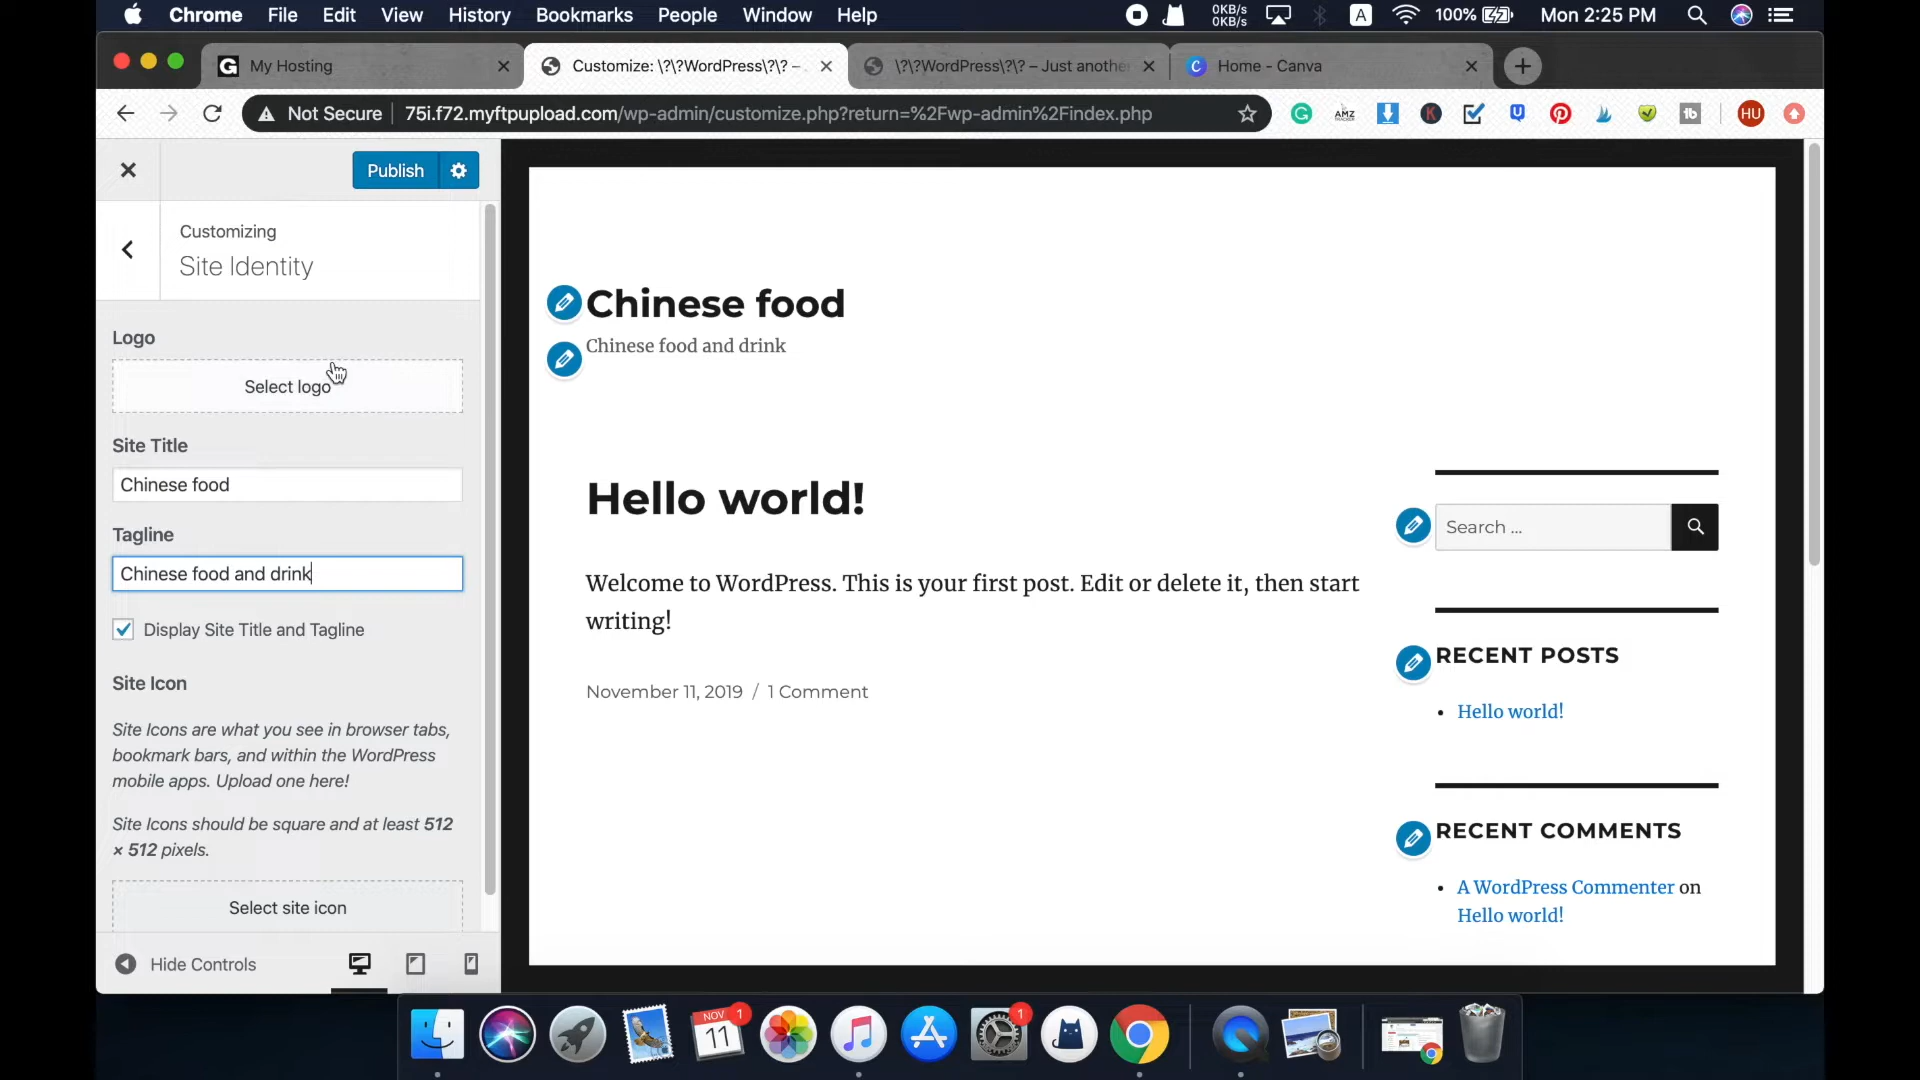 Chrome File Edit View History Bookmarks People Window Help
0KB/s
0KB/s
A
100%
Mon 2:25 PM
My Hosting
Customize: \?\?WordPress\?\? –
\?\?WordPress\?\? – Just anothe
Home - Canva
Not Secure
75i.f72.myftpupload.com/wp-admin/customize.php?return=%2Fwp-admin%2Findex.php
HU
Publish
Customizing
Site Identity
Logo
Select logo
Site Title
Chinese food
Tagline
Chinese food and drink
Display Site Title and Tagline
Site Icon
Site Icons are what you see in browser tabs,
bookmark bars, and within the WordPress
mobile apps. Upload one here!
Site Icons should be square and at least 512
× 512 pixels.
Select site icon
Hide Controls
Chinese food
Chinese food and drink
Hello world!
Welcome to WordPress. This is your first post. Edit or delete it, then start
writing!
November 11, 2019 / 1 Comment
Search ...
RECENT POSTS
Hello world!
RECENT COMMENTS
A WordPress Commenter on
Hello world!
NOV
11
1
1